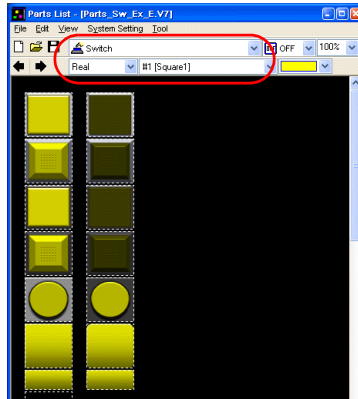 Parts List - [Parts_Sw_Ex_E.V7]
File Edit View System Setting Tool
Switch OFF 100%
Real #1 [Square1]